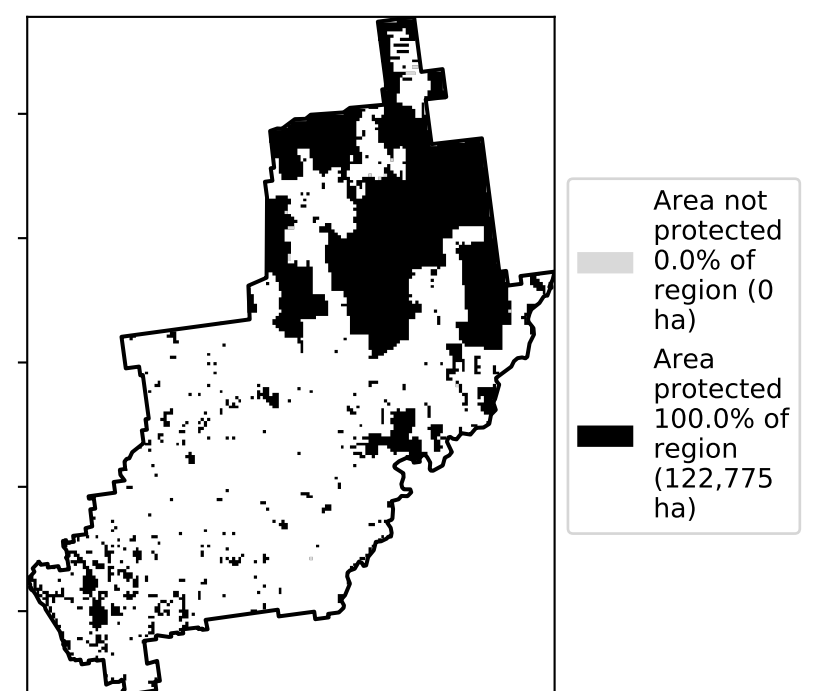 Area not
protected
0.0% of
region (0
ha)
Area
protected
100.0% of
region
(122,775
ha)